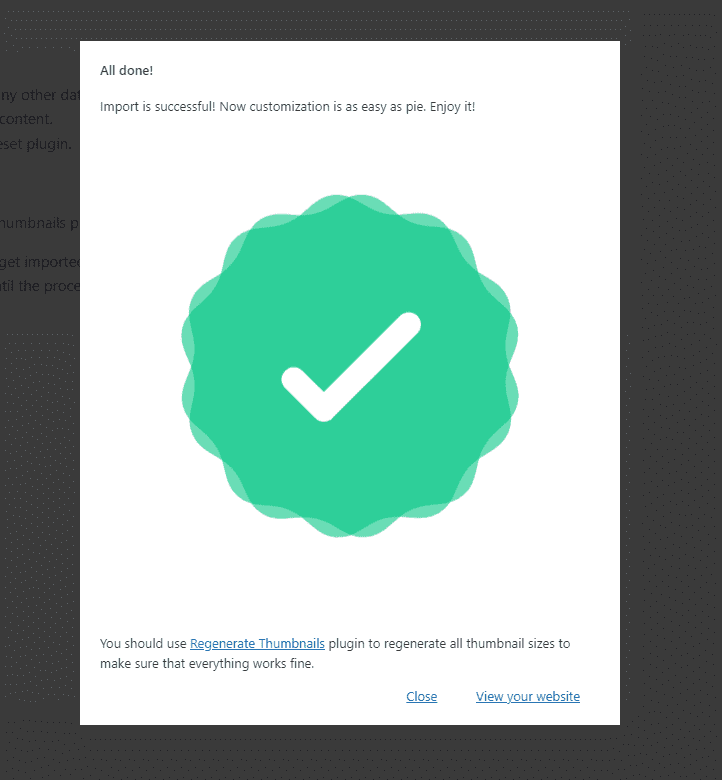 All done!
Import is successful! Now customization is as easy as pie. Enjoy it!
ny other dat
content.
eset plugin.
humbnails p
get imported
til the proce
You should use Regenerate Thumbnails plugin to regenerate all thumbnail sizes to
make sure that everything works fine.
Close View your website